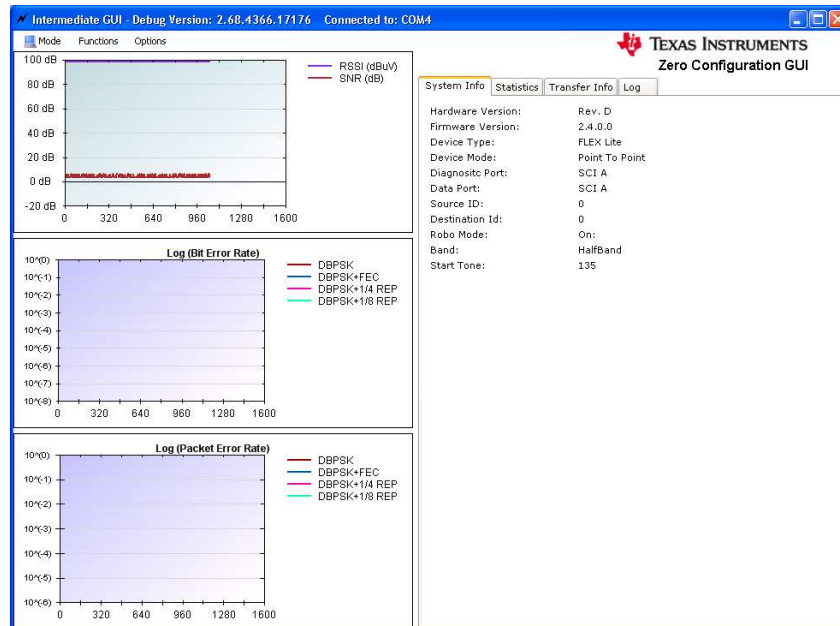 Intermediate GUI - Debug Version: 2.68.4366.17176 Connected to: COM4
Mode Functions Options
TEXAS INSTRUMENTS
Zero Configuration GUI
100 dB
80 dB
60 dB
40 dB
20 dB
0 dB
-20 dB
0 320 640 960 1280 1600
RSSI (dBuV)
SNR (dB)
Log (Bit Error Rate)
10^(0)
10^(-1)
10^(-2)
10^(-3)
10^(-4)
10^(-5)
10^(-6)
10^(-7)
10^(-8)
0 320 640 960 1280 1600
DBPSK
DBPSK+FEC
DBPSK+1/4 REP
DBPSK+1/8 REP
Log (Packet Error Rate)
10^(0)
10^(-1)
10^(-2)
10^(-3)
10^(-4)
10^(-5)
10^(-6)
0 320 640 960 1280 1600
DBPSK
DBPSK+FEC
DBPSK+1/4 REP
DBPSK+1/8 REP
System Info Statistics Transfer Info Log
Hardware Version: Rev. D
Firmware Version: 2.4.0.0
Device Type: FLEX Lite
Device Mode: Point To Point
Diagnositc Port: SCI A
Data Port: SCI A
Source ID: 0
Destination Id: 0
Robo Mode: On:
Band: HalfBand
Start Tone: 135